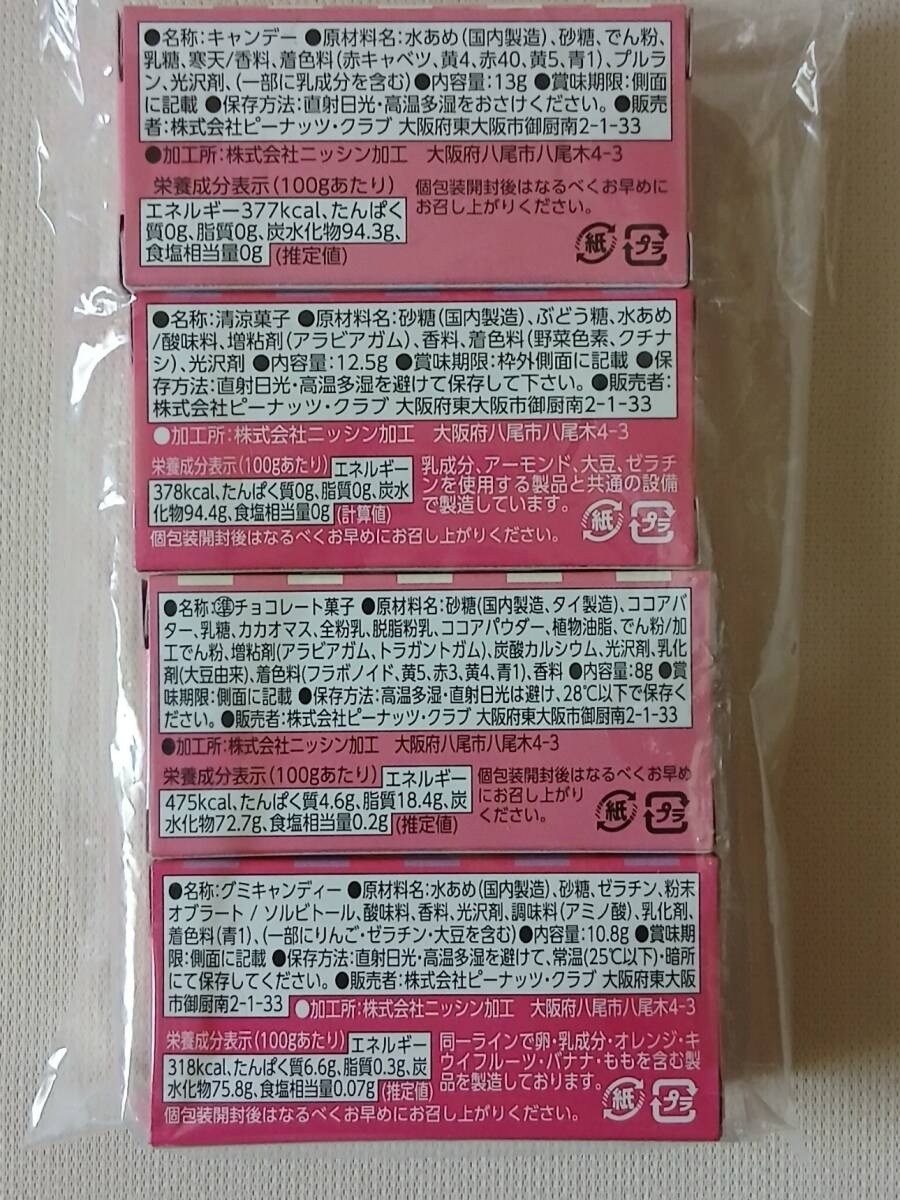 ●名称:キャンデー ●原材料名:水あめ(国内製造)、砂糖、でん粉、
乳糖、寒天/香料、着色料(赤キャベツ、黄4、赤40、黄5、青1)、プルラ
ン、光沢剤、(一部に乳成分を含む)●内容量:13g ●賞味期限:側面
に記載 ●保存方法:直射日光・高温多湿をおさけください。●販売
者:株式会社ピーナッツ・クラブ 大阪府東大阪市御厨南2-1-33
●加工所:株式会社ニッシン加工 大阪府八尾市八尾木4-3
栄養成分表示(100gあたり)
エネルギー377kcal、たんぱく
質0g、脂質0g、炭水化物94.3g、
食塩相当量0g (推定値)
個包装開封後はなるべくお早めに
お召し上がりください。
紙 プラ
●名称:清涼菓子 ●原材料名:砂糖(国内製造)、ぶどう糖、水あめ
/酸味料、増粘剤(アラビアガム)、香料、着色料(野菜色素、クチナ
シ)、光沢剤 ●内容量:12.5g ●賞味期限:枠外側面に記載 ●保
存方法:直射日光・高温多湿を避けて保存して下さい。●販売者:
株式会社ピーナッツ・クラブ 大阪府東大阪市御厨南2-1-33
●加工所:株式会社ニッシン加工 大阪府八尾市八尾木4-3
栄養成分表示(100gあたり) エネルギー
378kcal、たんぱく質0g、脂質0g、炭水
化物94.4g、食塩相当量0g (計算値)
個包装開封後はなるべくお早めにお召し上がりください。
乳成分、アーモンド、大豆、ゼラチ
ンを使用する製品と共通の設備
で製造しています。
紙 プラ
●名称:準チョコレート菓子 ●原材料名:砂糖(国内製造、タイ製造)、ココアバ
ター、乳糖、カカオマス、全粉乳、脱脂粉乳、ココアパウダー、植物油脂、でん粉/加
工でん粉、増粘剤(アラビアガム、トラガントガム)、炭酸カルシウム、光沢剤、乳化
剤(大豆由来)、着色料(フラボノイド、黄5、赤3、黄4、青1)、香料 ●内容量:8g ●賞
味期限:側面に記載 ●保存方法:高温多湿・直射日光は避け、28℃以下で保存く
ださい。●販売者:株式会社ピーナッツ・クラブ 大阪府東大阪市御厨南2-1-33
●加工所:株式会社ニッシン加工 大阪府八尾市八尾木4-3
栄養成分表示(100gあたり) エネルギー
475kcal、たんぱく質4.6g、脂質18.4g、炭
水化物72.7g、食塩相当量0.2g (推定値)
個包装開封後はなるべくお早め
にお召し上がり
ください。
紙 プラ
●名称:グミキャンディー ●原材料名:水あめ(国内製造)、砂糖、ゼラチン、粉末
オブラート / ソルビトール、酸味料、香料、光沢剤、調味料(アミノ酸)、乳化剤、
着色料(青1)、(一部にりんご・ゼラチン・大豆を含む)●内容量:10.8g ●賞味期
限:側面に記載 ●保存方法:直射日光・高温多湿を避けて、常温(25℃以下)・暗所
にて保存してください。●販売者:株式会社ピーナッツ・クラブ 大阪府東大阪
市御厨南2-1-33 ●加工所:株式会社ニッシン加工 大阪府八尾市八尾木4-3
栄養成分表示(100gあたり) エネルギー
318kcal、たんぱく質6.6g、脂質0.3g、炭
水化物75.8g、食塩相当量0.07g (推定値)
個包装開封後はなるべくお早めにお召し上がりください。
同一ラインで卵・乳成分・オレンジ・キ
ウイフルーツ・バナナ・ももを含む製
品を製造しております。
紙 プラ